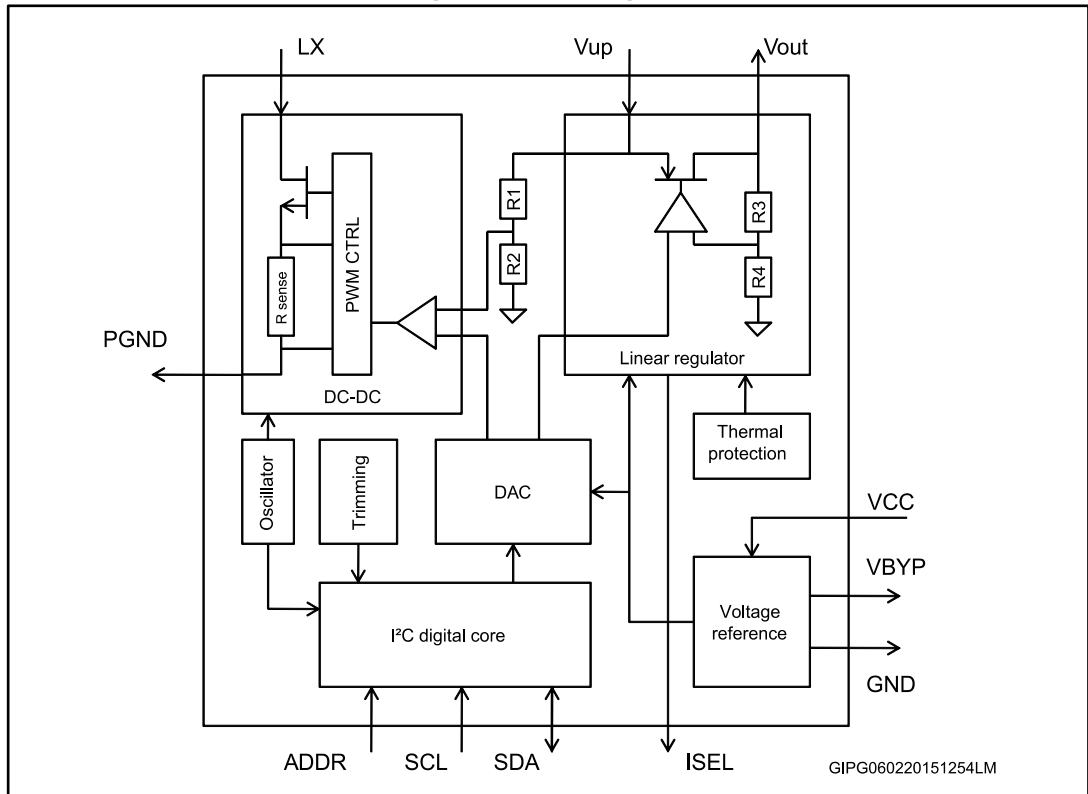 LX
Vup
Vout
R1
R2
R3
R4
R sense
PWM CTRL
PGND
DC-DC
Linear regulator
Oscillator
Trimming
DAC
Thermal
protection
VCC
VBYP
I²C digital core
Voltage
reference
GND
ADDR
SCL
SDA
ISEL
GIPG060220151254LM